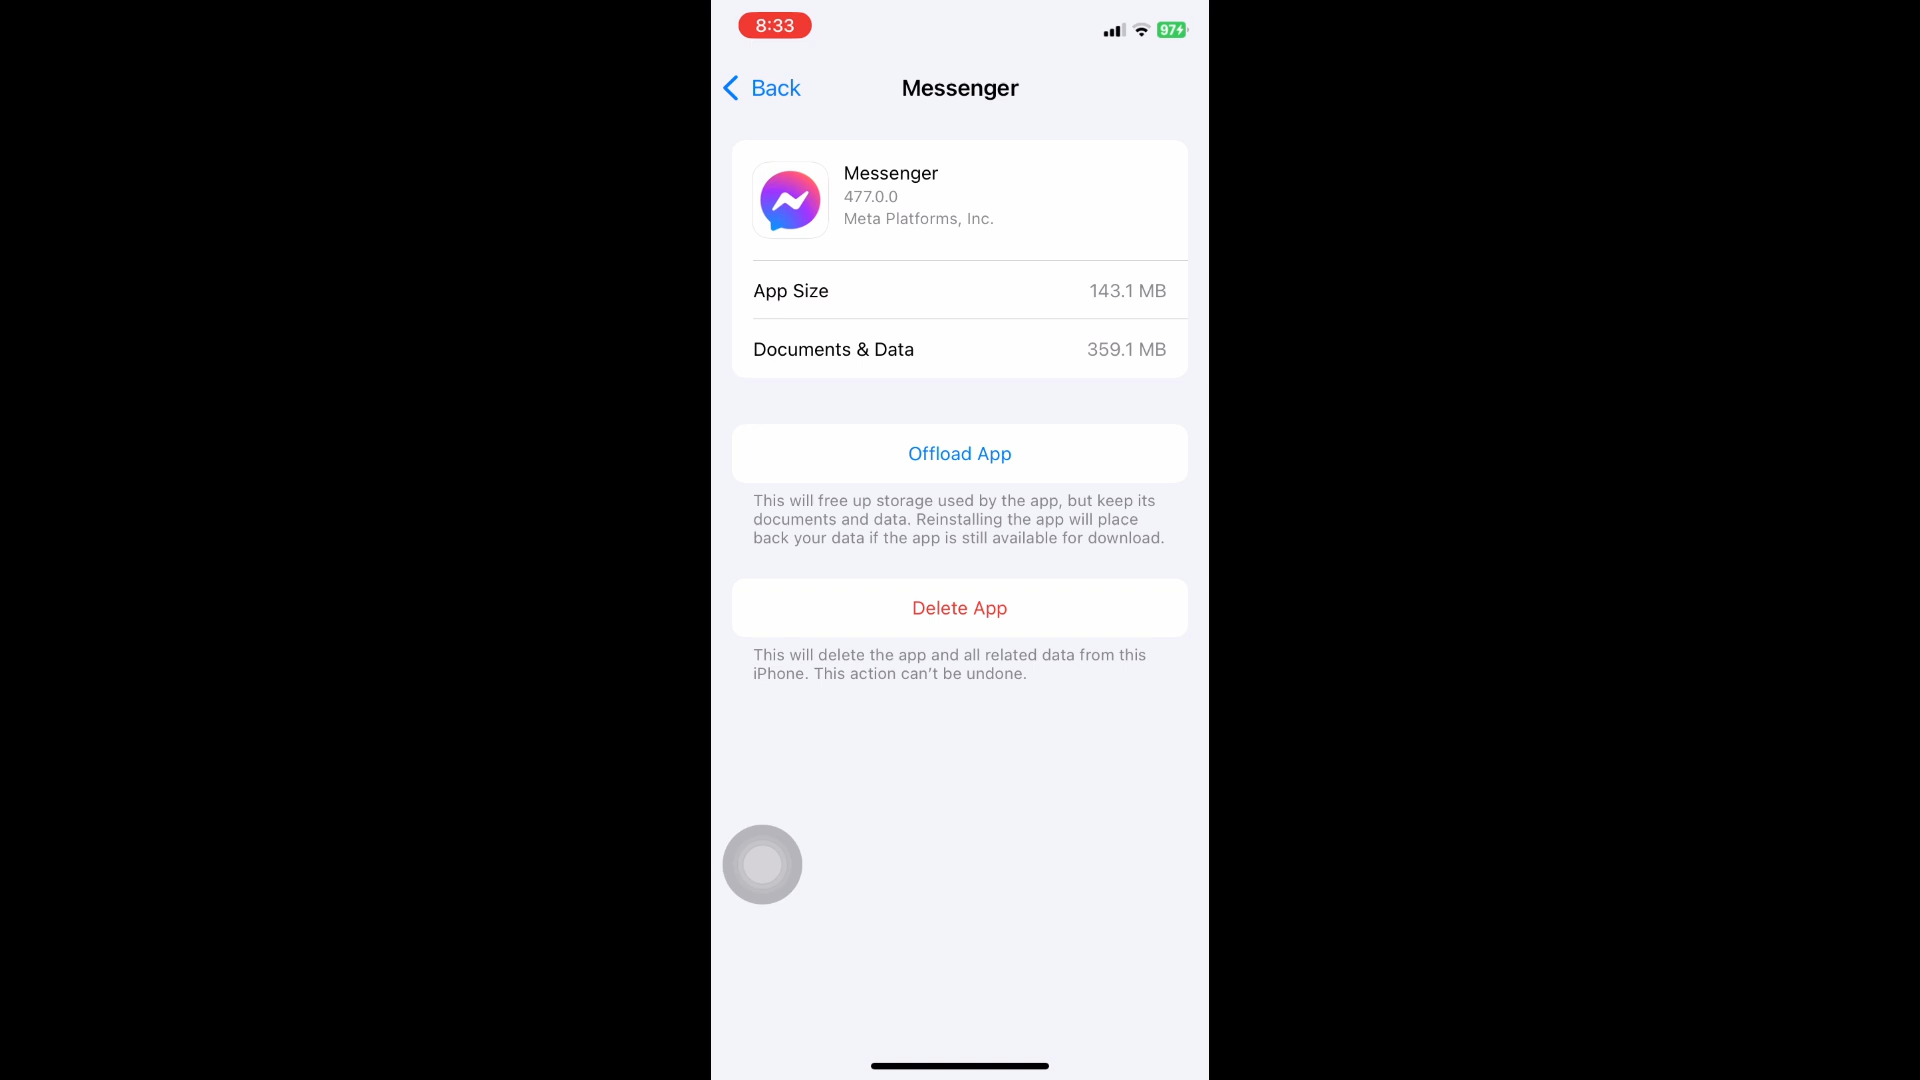 8:33
97
Back
Messenger
Messenger
477.0.0
Meta Platforms, Inc.
App Size 143.1 MB
Documents & Data 359.1 MB
Offload App
This will free up storage used by the app, but keep its
documents and data. Reinstalling the app will place
back your data if the app is still available for download.
Delete App
This will delete the app and all related data from this
iPhone. This action can’t be undone.